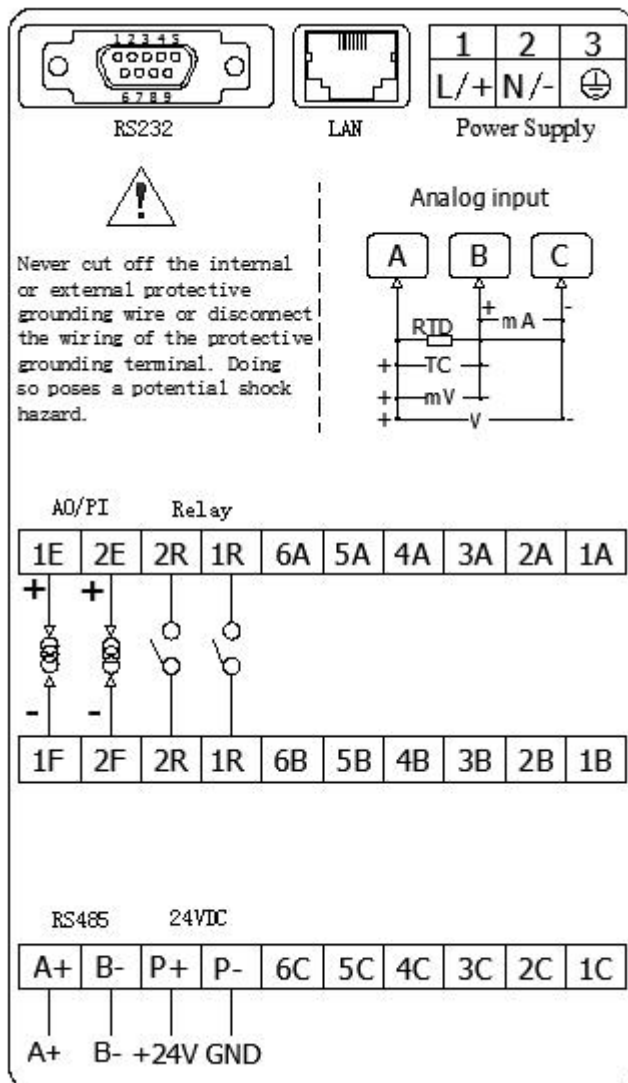 1 2 3 4 5
6 7 8 9
RS232
LAN
1 2 3
L/+ N/-
Power Supply
Never cut off the internal
or external protective
grounding wire or disconnect
the wiring of the protective
grounding terminal. Doing
so poses a potential shock
hazard.
Analog input
A B C
+ mA -
RTD
+ TC -
+ mV -
+ V -
AO/PI Relay
1E 2E 2R 1R 6A 5A 4A 3A 2A 1A
+ +
- -
1F 2F 2R 1R 6B 5B 4B 3B 2B 1B
RS485 24VDC
A+ B- P+ P- 6C 5C 4C 3C 2C 1C
A+ B- +24V GND